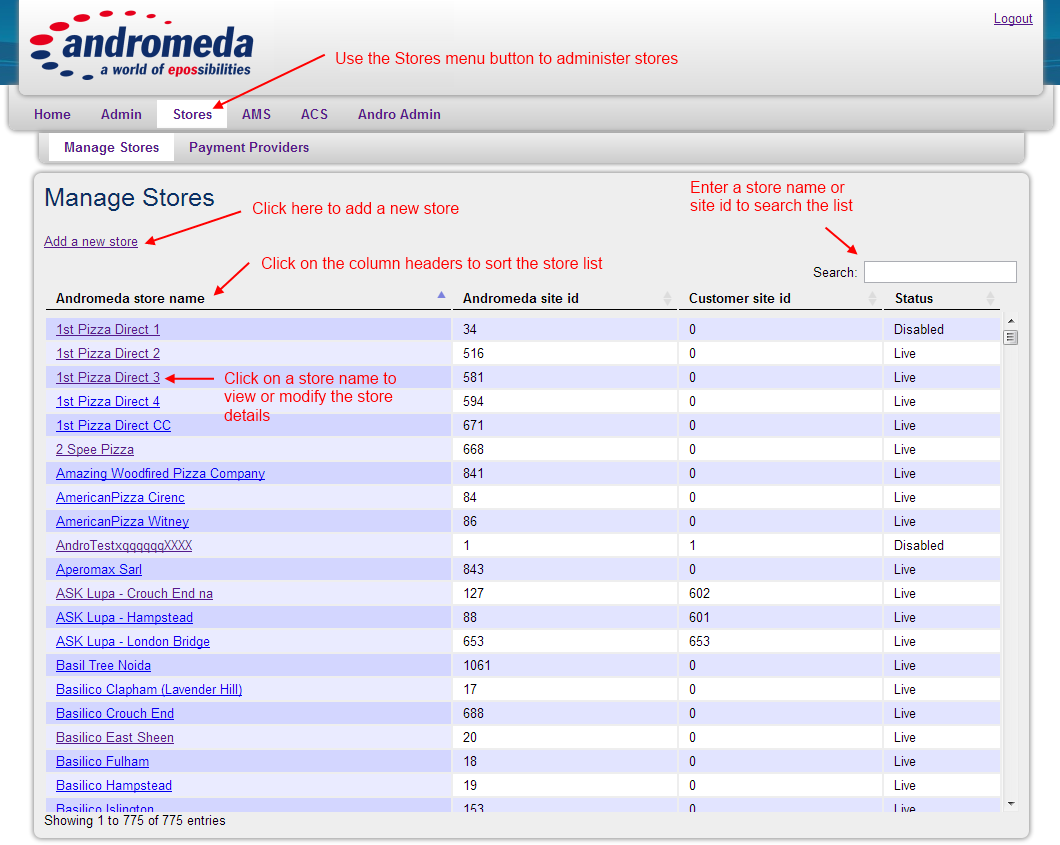 andromeda
a world of epossibilities
Logout
Use the Stores menu button to administer stores
Home Admin Stores AMS ACS Andro Admin
Manage Stores Payment Providers
Manage Stores
Enter a store name or
site id to search the list
Click here to add a new store
Add a new store
Click on the column headers to sort the store list
Search:
Andromeda store name Andromeda site id Customer site id Status
1st Pizza Direct 1 34 0 Disabled
1st Pizza Direct 2 516 0 Live
1st Pizza Direct 3 581 0 Live
Click on a store name to
view or modify the store
details
1st Pizza Direct 4 594 0 Live
1st Pizza Direct CC 671 0 Live
2 Spee Pizza 668 0 Live
Amazing Woodfired Pizza Company 841 0 Live
AmericanPizza Cirenc 84 0 Live
AmericanPizza Witney 86 0 Live
AndroTestxqqqqqqXXXX 1 1 Disabled
Aperomax Sarl 843 0 Live
ASK Lupa - Crouch End na 127 602 Live
ASK Lupa - Hampstead 88 601 Live
ASK Lupa - London Bridge 653 653 Live
Basil Tree Noida 1061 0 Live
Basilico Clapham (Lavender Hill) 17 0 Live
Basilico Crouch End 688 0 Live
Basilico East Sheen 20 0 Live
Basilico Fulham 18 0 Live
Basilico Hampstead 19 0 Live
Basilico Islington 153 0 Live
Showing 1 to 775 of 775 entries